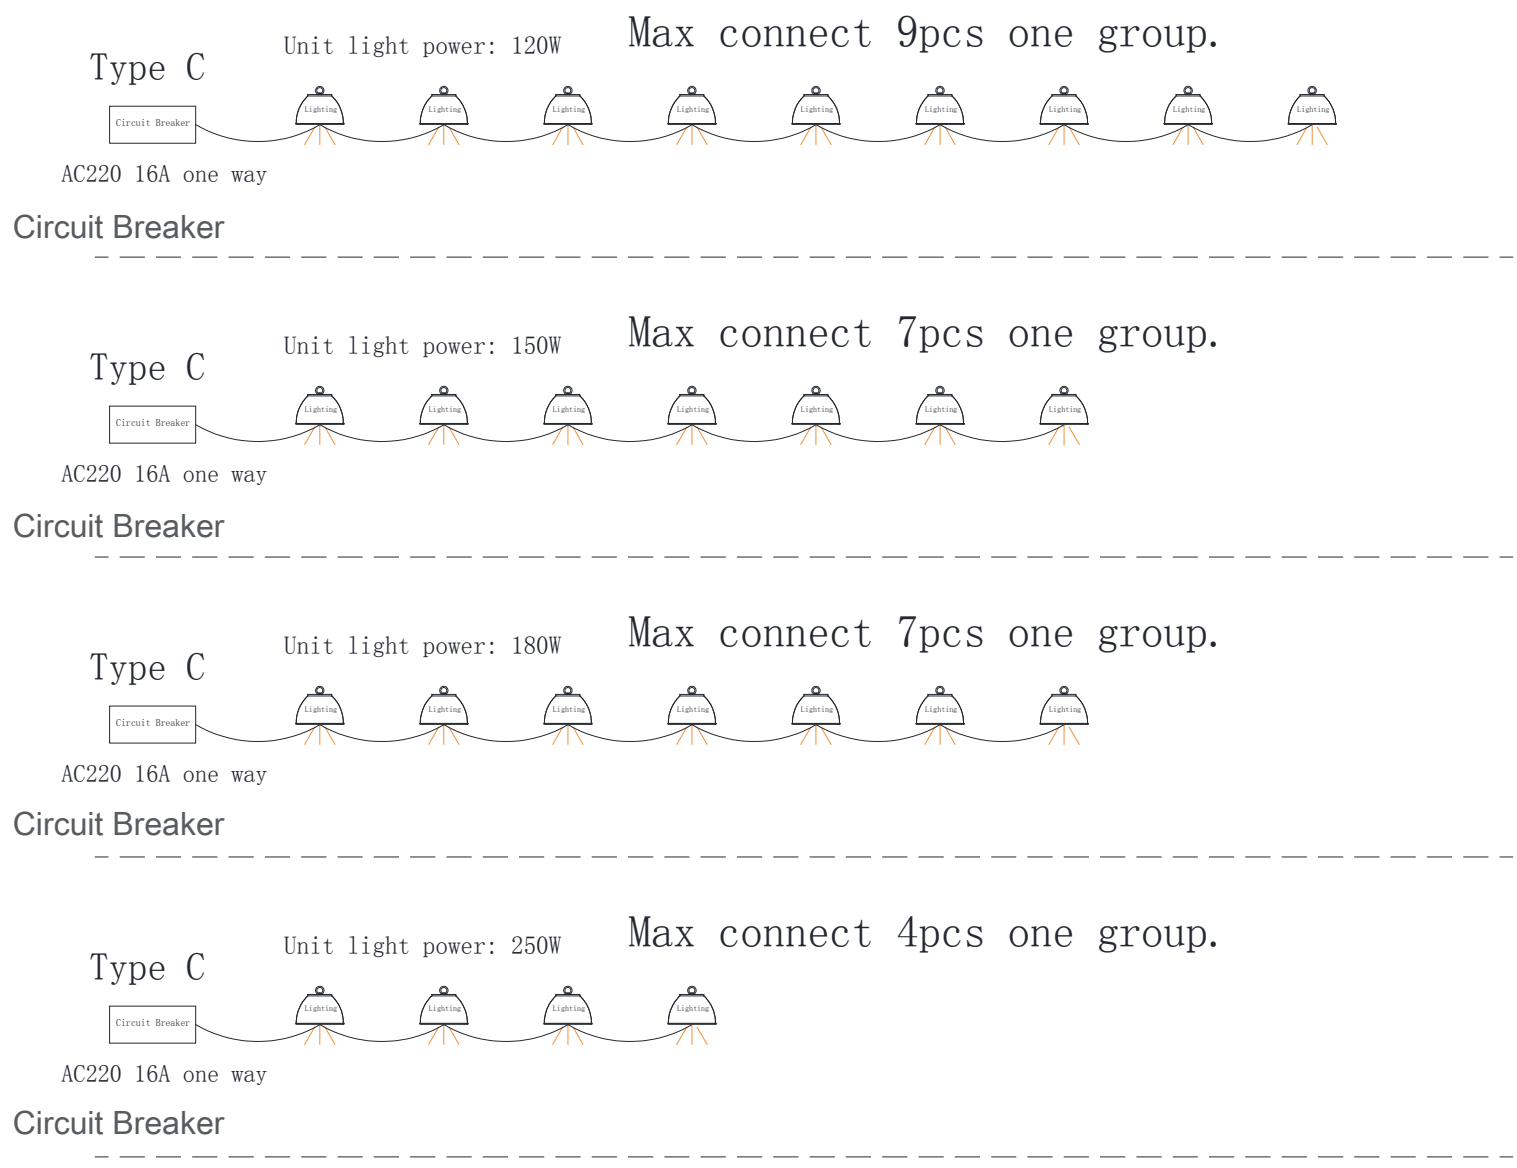 Max connect 9pcs one group.
Unit light power: 120W
Type C
Lighting Lighting Lighting Lighting Lighting Lighting Lighting Lighting Lighting
Circuit Breaker
AC220 16A one way
Circuit Breaker
Max connect 7pcs one group.
Unit light power: 150W
Type C
Lighting Lighting Lighting Lighting Lighting Lighting Lighting
Circuit Breaker
AC220 16A one way
Circuit Breaker
Max connect 7pcs one group.
Unit light power: 180W
Type C
Lighting Lighting Lighting Lighting Lighting Lighting Lighting
Circuit Breaker
AC220 16A one way
Circuit Breaker
Max connect 4pcs one group.
Unit light power: 250W
Type C
Lighting Lighting Lighting Lighting
Circuit Breaker
AC220 16A one way
Circuit Breaker